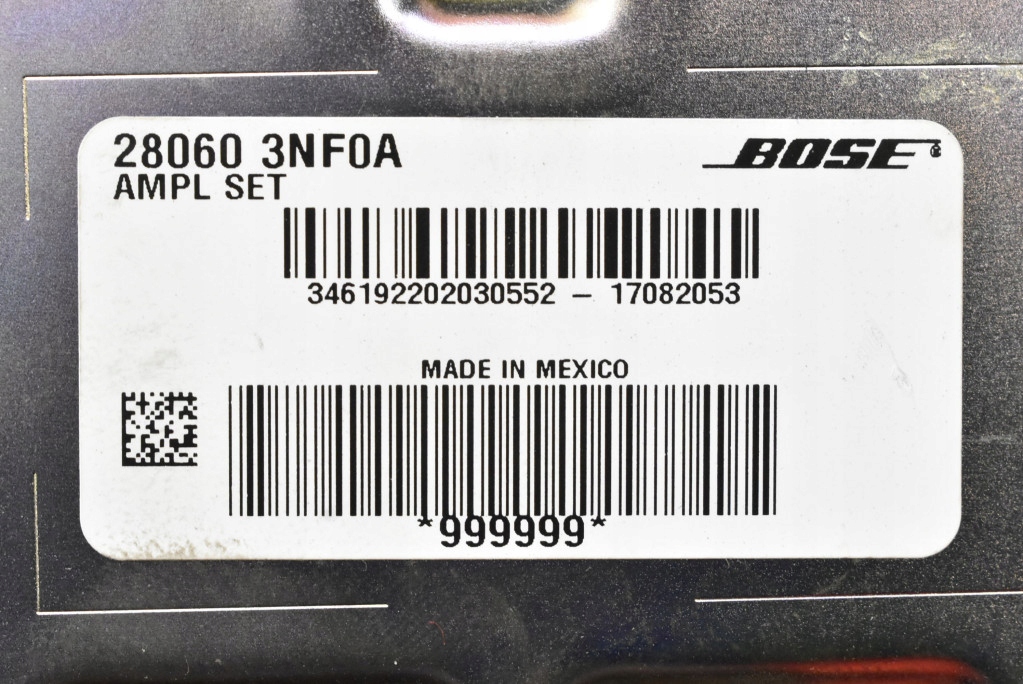 28060 3NF0A
BOSE
AMPL SET
346192202030552 – 17082053
MADE IN MEXICO
*999999*